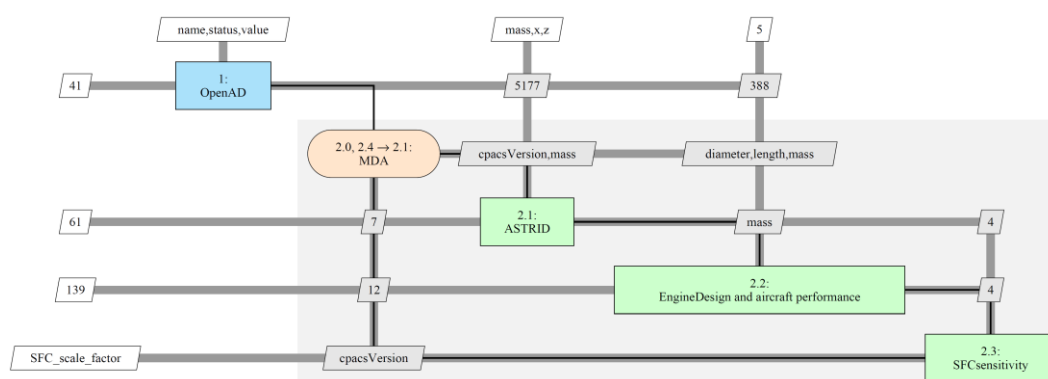 name,status,value
mass,x,z
5
41
1:
OpenAD
5177
388
2.0, 2.4 → 2.1:
MDA
cpacsVersion,mass
diameter,length,mass
61
7
2.1:
ASTRID
mass
4
139
12
2.2:
EngineDesign and aircraft performance
4
SFC_scale_factor
cpacsVersion
2.3:
SFCsensitivity